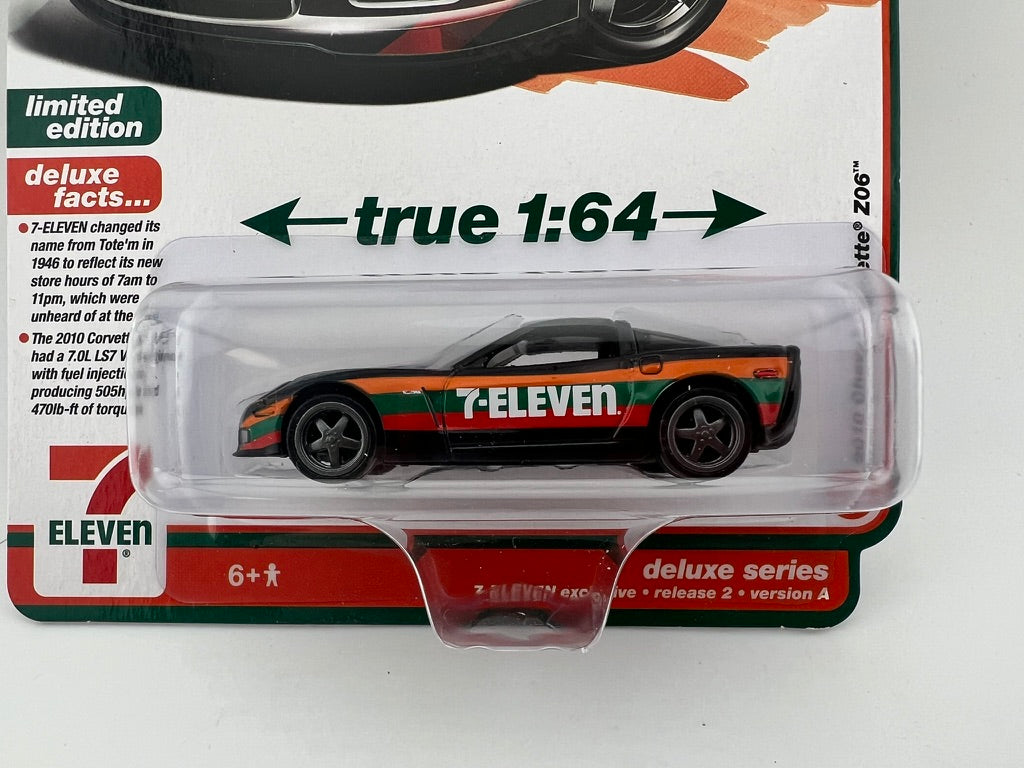 limited
edition
deluxe
facts...
7-ELEVEN changed its
name from Tote'm in
1946 to reflect its new
store hours of 7am to
11pm, which were
unheard of at the
The 2010 Corvett
had a 7.0L LS7 V
with fuel injectio
producing 505h
470lb-ft of torqu
true 1:64
Z06™
7-ELEVEN.
7
ELEVEN
®
6+
deluxe series
7-ELEVEN exclusive • release 2 • version A